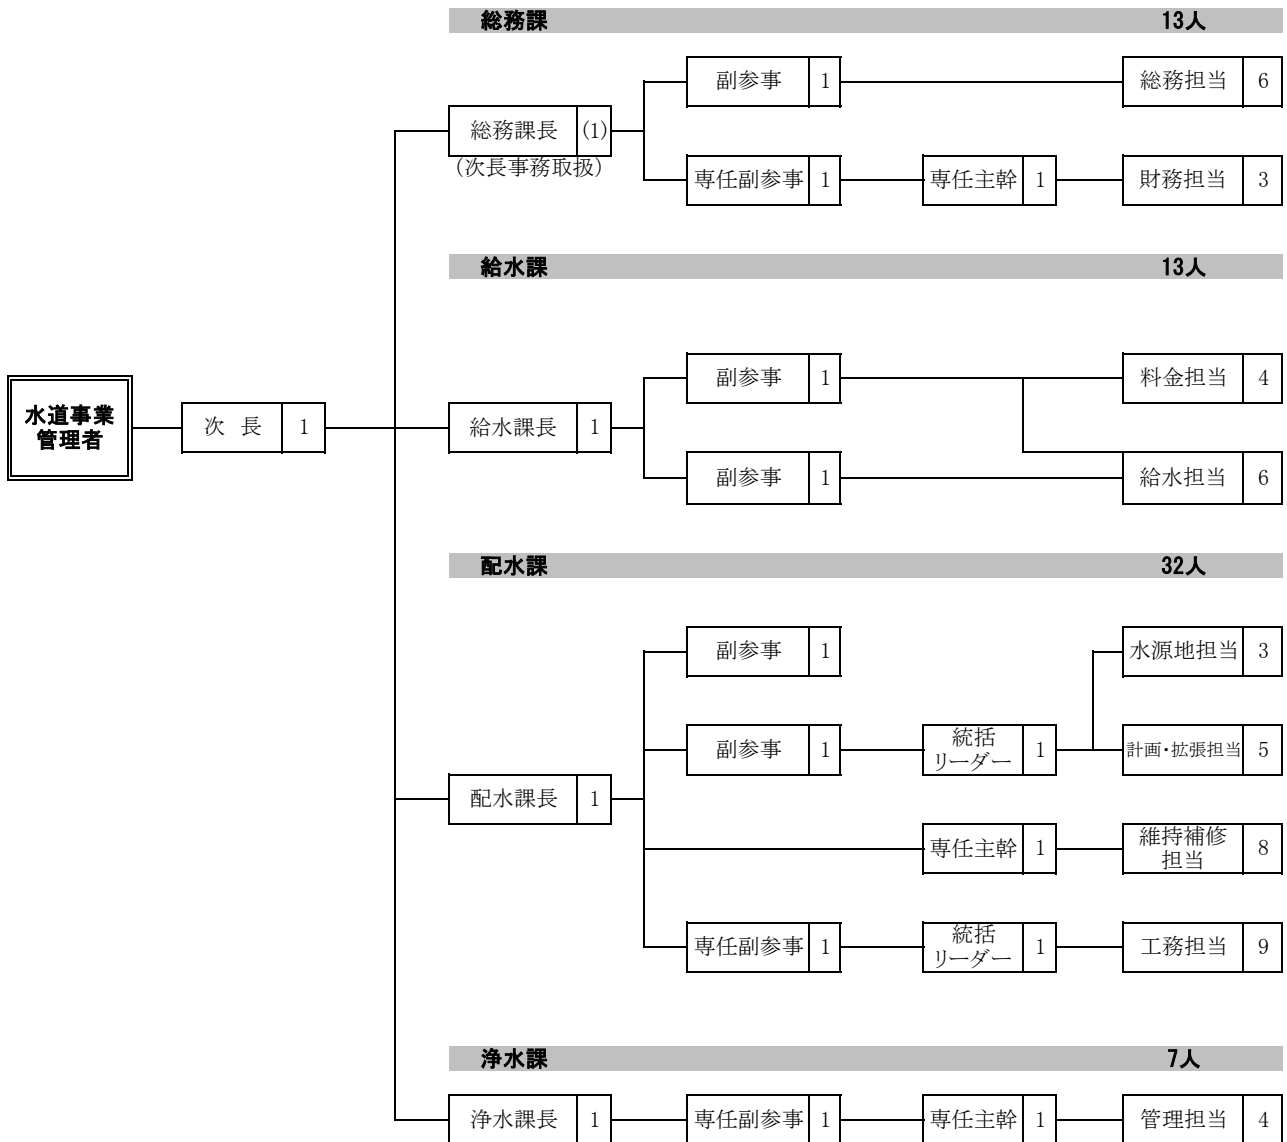 総務課 13人
副参事 1 総務担当 6
総務課長 (1)
(次長事務取扱)
専任副参事 1 専任主幹 1 財務担当 3
給水課 13人
副参事 1 料金担当 4
水道事業
管理者
次 長 1
給水課長 1
副参事 1 給水担当 6
配水課 32人
副参事 1 水源地担当 3
副参事 1 統括
リーダー 1 計画・拡張担当 5
配水課長 1
専任主幹 1 維持補修
担当 8
専任副参事 1 統括
リーダー 1 工務担当 9
浄水課 7人
浄水課長 1 専任副参事 1 専任主幹 1 管理担当 4